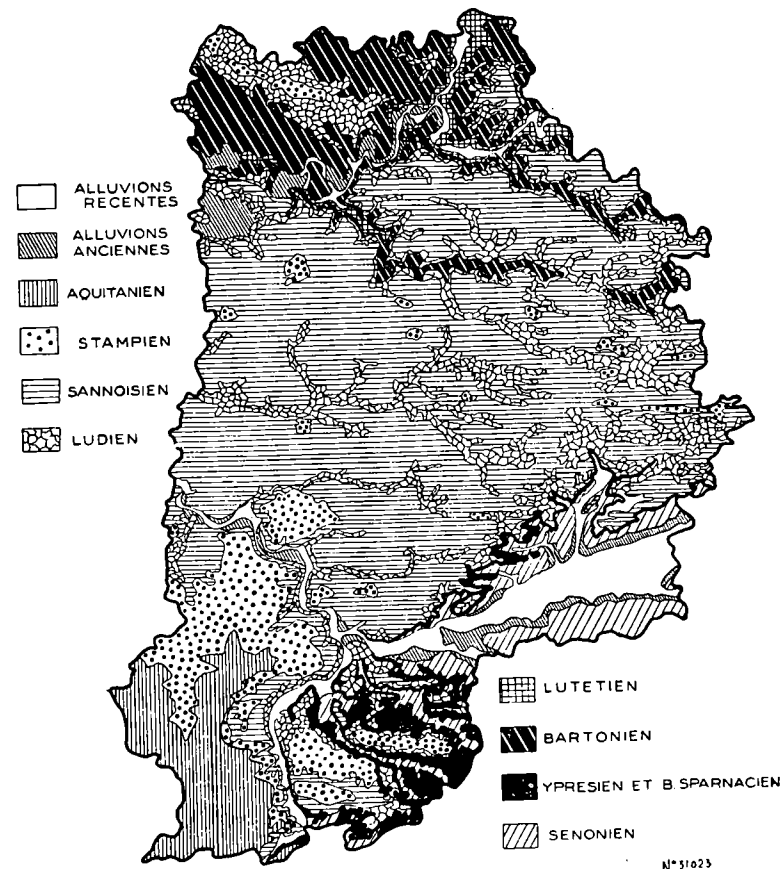 ALLUVIONS
RECENTES
ALLUVIONS
ANCIENNES
AQUITANIEN
STAMPIEN
SANNOISIEN
LUDIEN
LUTETIEN
BARTONIEN
YPRESIEN ET B. SPARNACIEN
SENONIEN
N° 51023